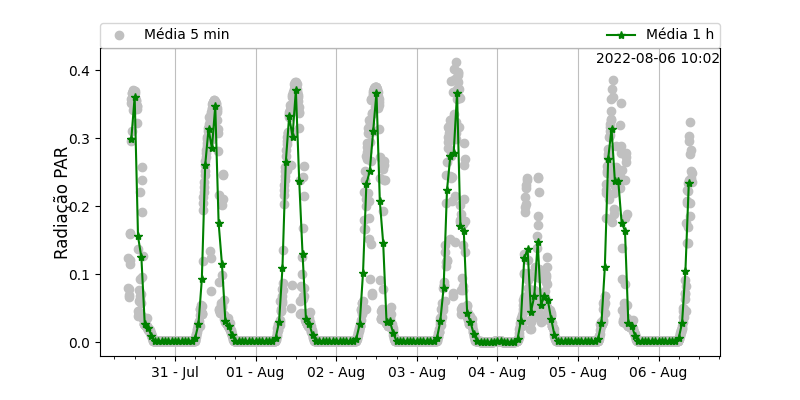 Média 5 min
Média 1 h
2022-08-06 10:02
Radiação PAR
0.4
0.3
0.2
0.1
0.0
31 - Jul
01 - Aug
02 - Aug
03 - Aug
04 - Aug
05 - Aug
06 - Aug